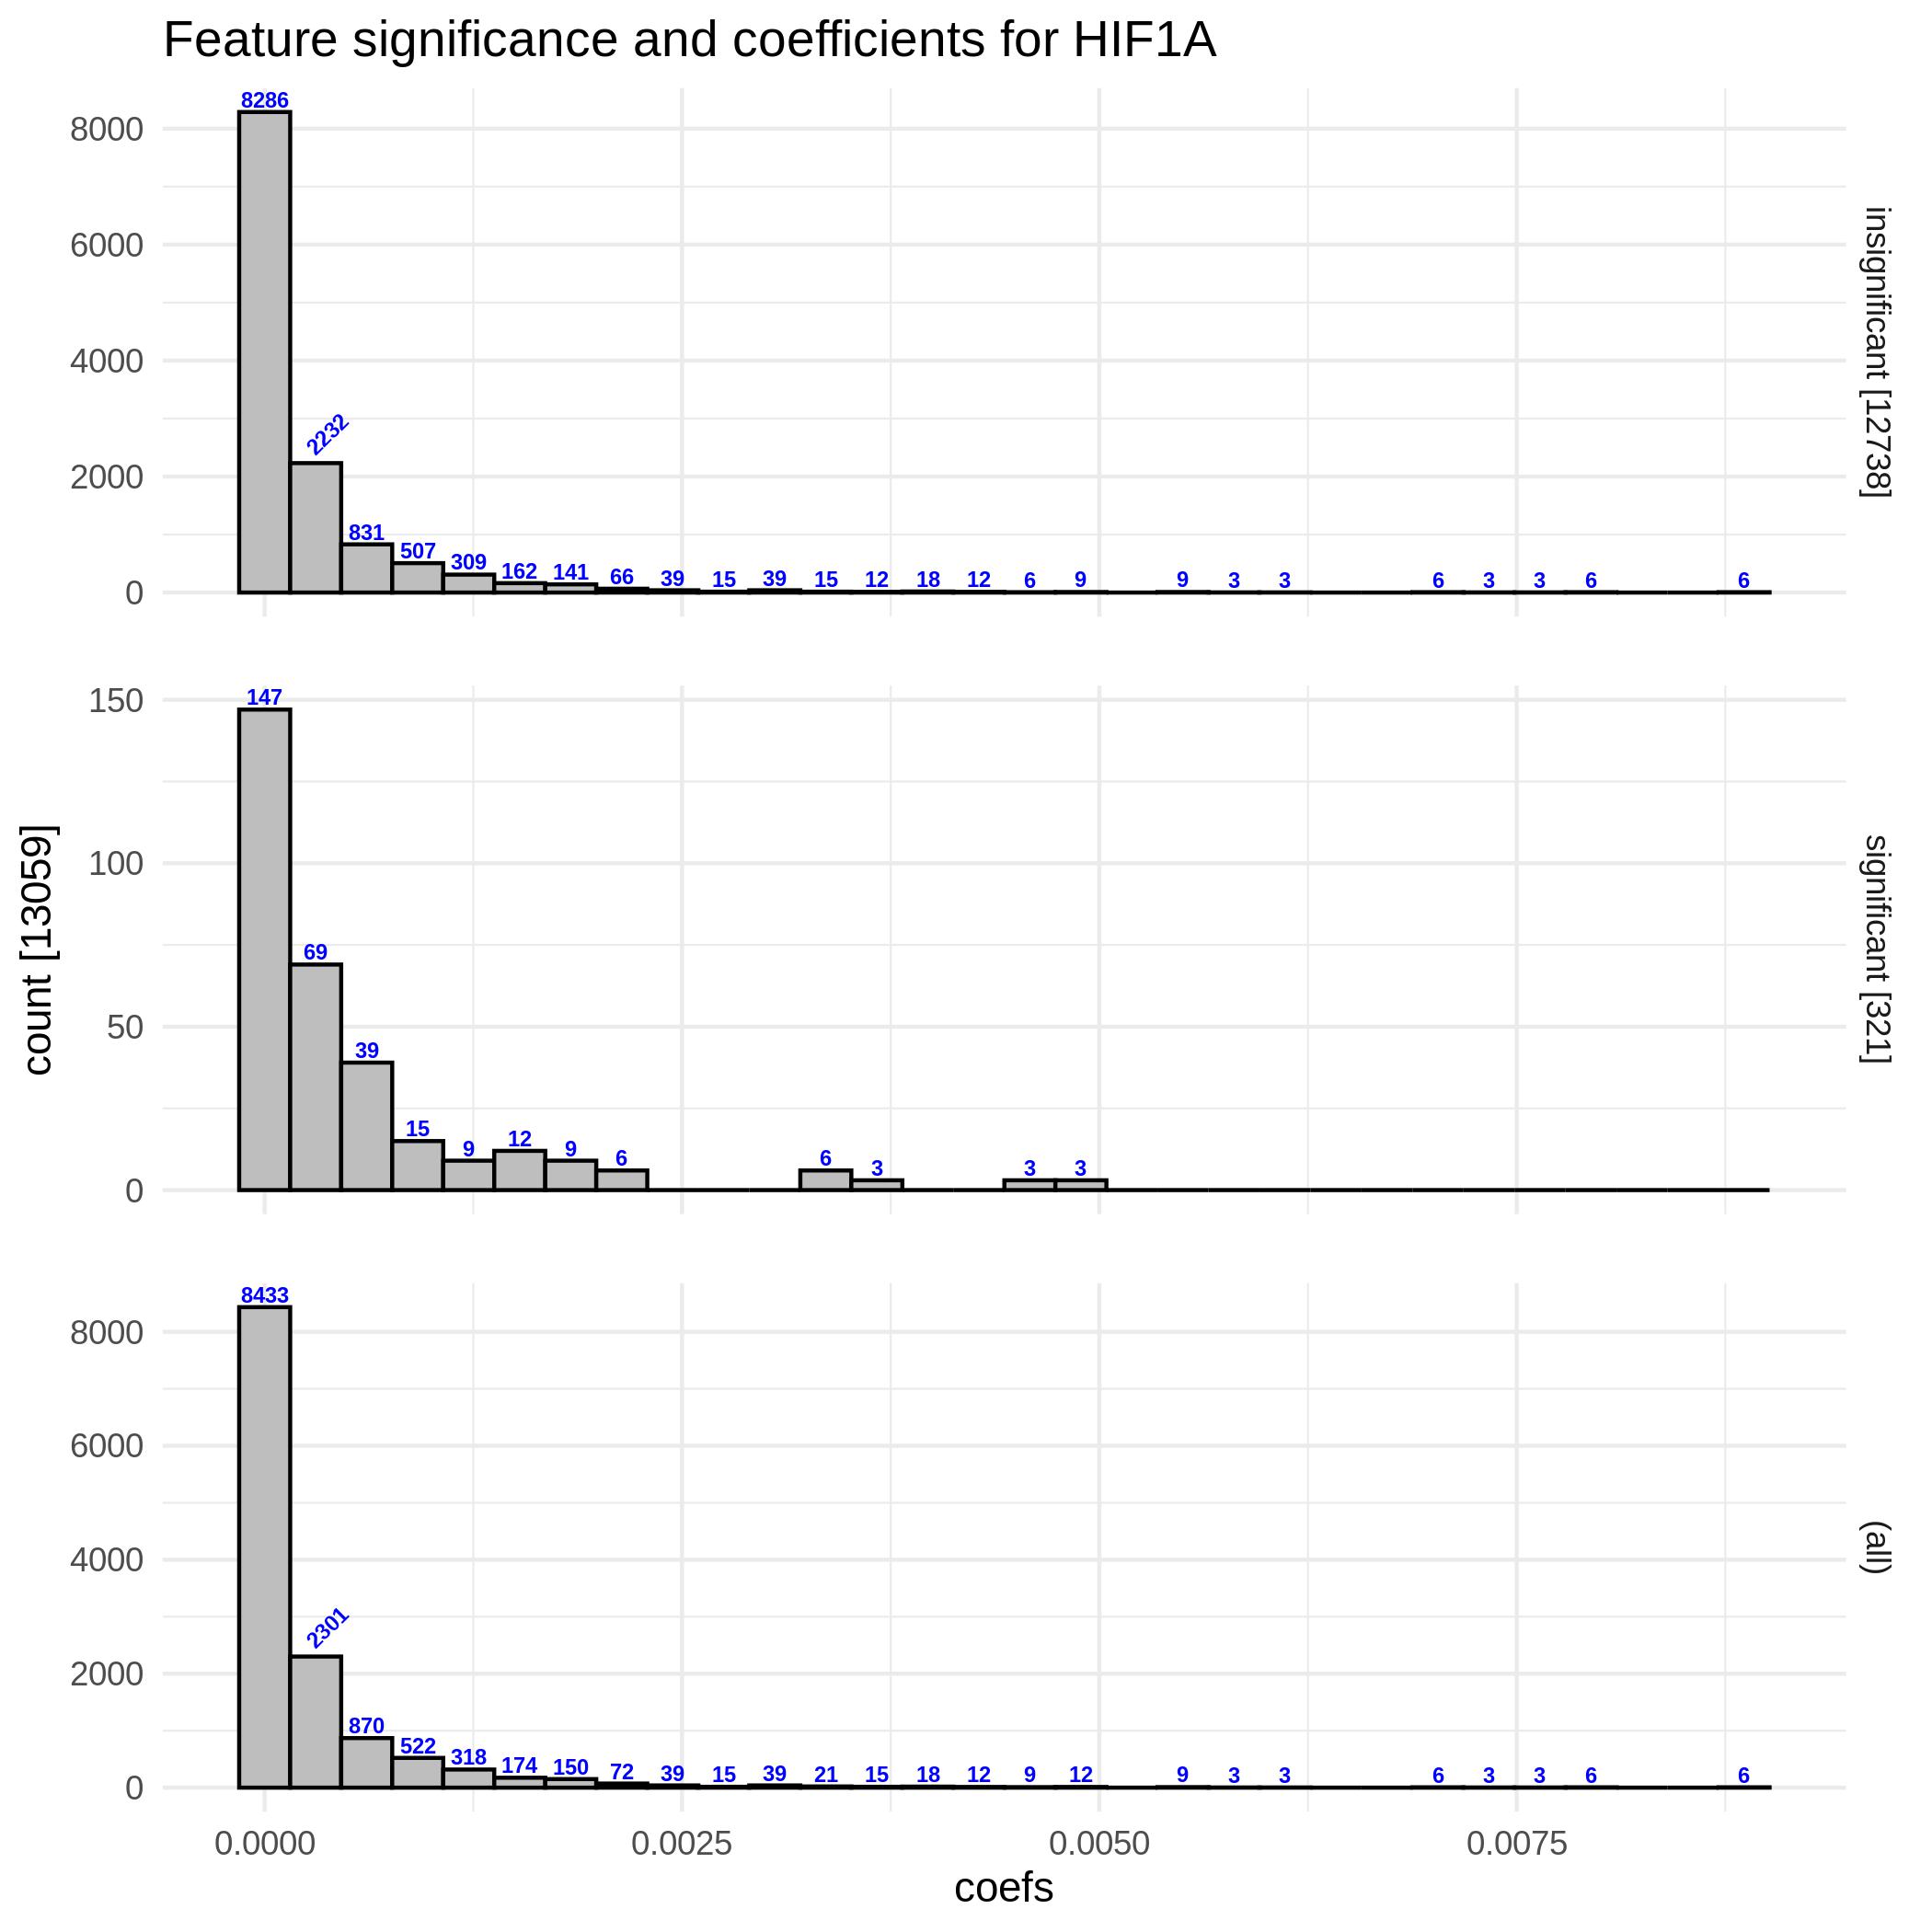 Feature significance and coefficients for HIF1A
8286
8000
6000
4000
2232
2000
831
507
309 162 141 66 39 15 39 15 12 18 12 6 9 9 3 3 6 3 3 6 6
0
insignificant [12738]
150
147
100
69
50
39
15
9 12 9 6 6 3 3 3
0
significant [321]
count [13059]
8433
8000
6000
4000
2301
2000
870
522 318 174 150 72 39 15 39 21 15 18 12 9 12 9 3 3 6 3 3 6 6
0
(all)
0.0000 0.0025 0.0050 0.0075
coefs